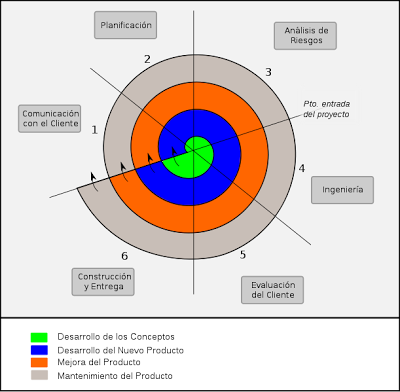 Planificación
Anàlisis de
Riesgos
2
3
Pto. entrada
del proyecto
Comunicación
con el Cliente
1
4
Ingeniería
6
5
Construcción
y Entrega
Evaluación
del Cliente
Desarrollo de los Conceptos
Desarrollo del Nuevo Producto
Mejora del Producto
Mantenimiento del Producto